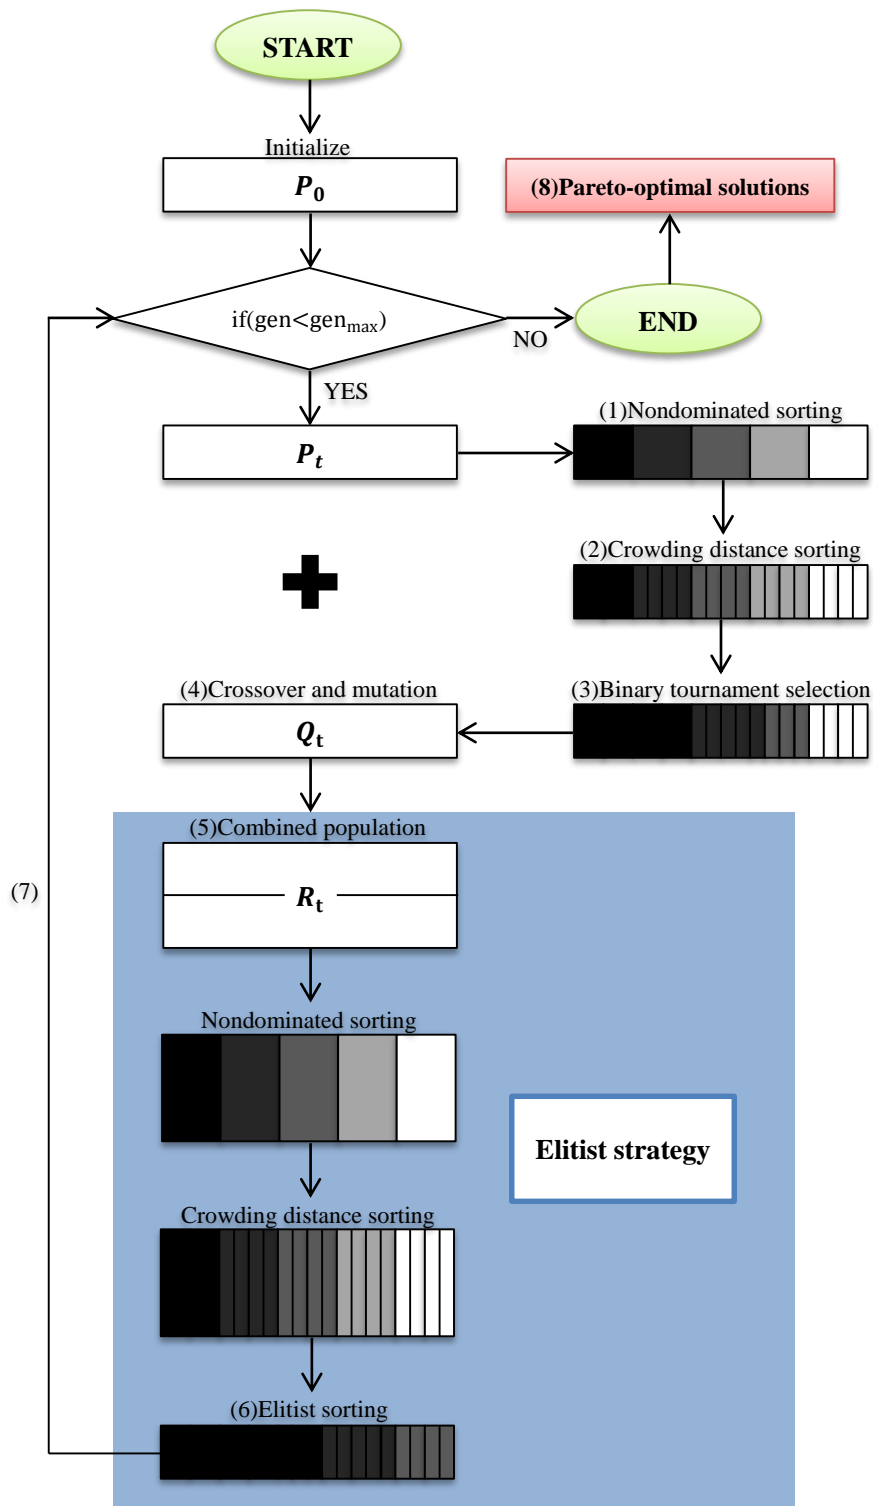 START
Initialize
P₀
(8)Pareto-optimal solutions
if(gen<genₘₐₓ)
NO
END
YES
(1)Nondominated sorting
Pₜ
(2)Crowding distance sorting
(4)Crossover and mutation
(3)Binary tournament selection
Qₜ
(5)Combined population
(7)
Rₜ
Nondominated sorting
Elitist strategy
Crowding distance sorting
(6)Elitist sorting